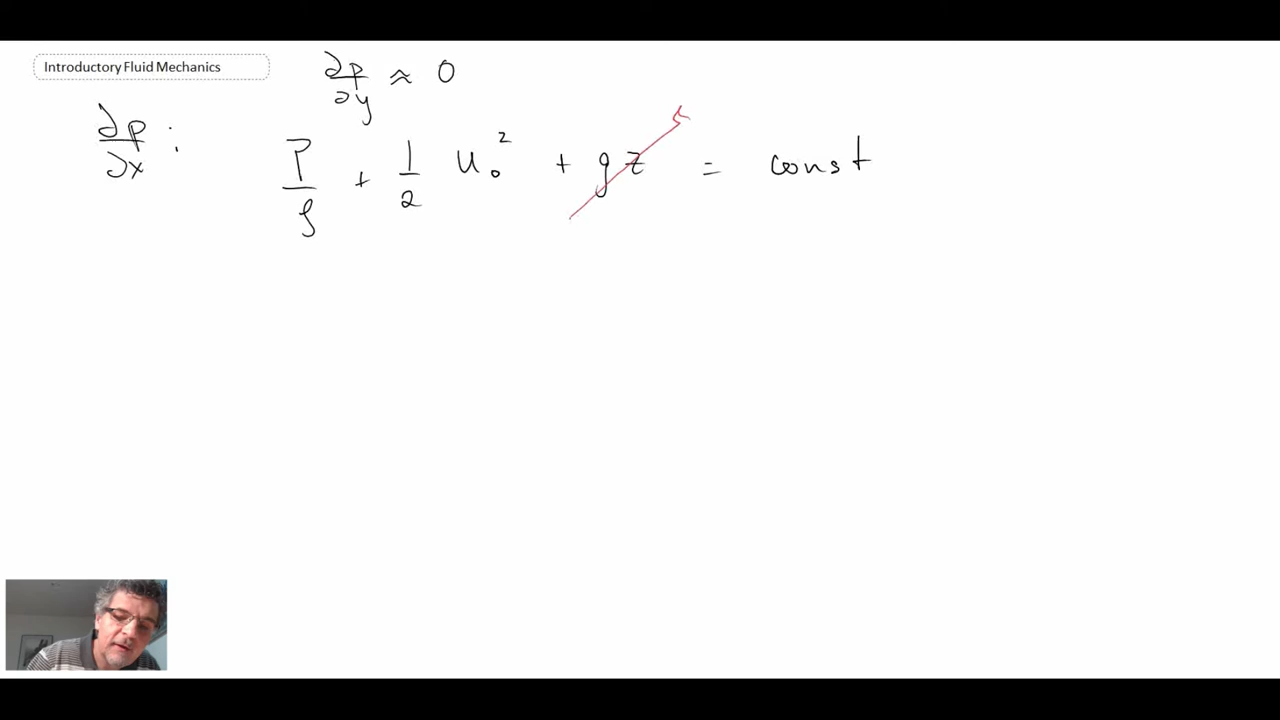 Introductory Fluid Mechanics
∂p/∂y ≈ 0
∂p/∂x : P/ρ + 1/2 U₀² + gz = const